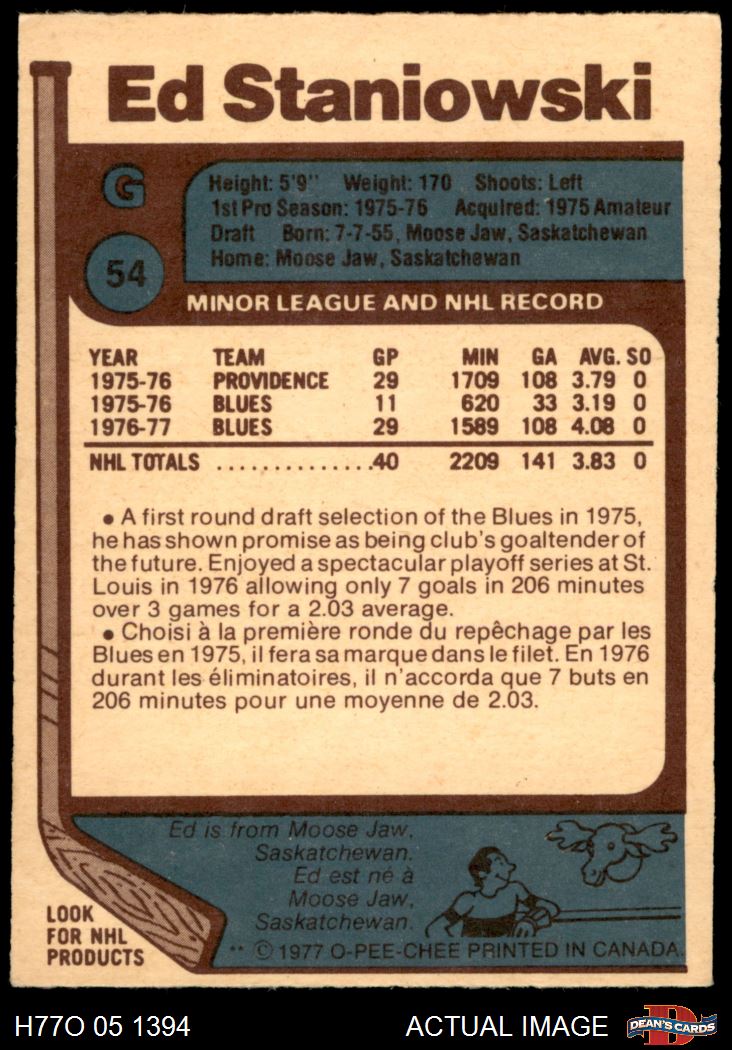 Ed Staniowski
G
Height: 5'9" Weight: 170 Shoots: Left
1st Pro Season: 1975-76 Acquired: 1975 Amateur
Draft Born: 7-7-55, Moose Jaw, Saskatchewan
Home: Moose Jaw, Saskatchewan
54
MINOR LEAGUE AND NHL RECORD
YEAR TEAM GP MIN GA AVG. SO
1975-76 PROVIDENCE 29 1709 108 3.79 0
1975-76 BLUES 11 620 33 3.19 0
1976-77 BLUES 29 1589 108 4.08 0
NHL TOTALS ..............40 2209 141 3.83 0
• A first round draft selection of the Blues in 1975,
he has shown promise as being club's goaltender of
the future. Enjoyed a spectacular playoff series at St.
Louis in 1976 allowing only 7 goals in 206 minutes
over 3 games for a 2.03 average.
• Choisi à la première ronde du repêchage par les
Blues en 1975, il fera sa marque dans le filet. En 1976
durant les éliminatoires, il n'accorda que 7 buts en
206 minutes pour une moyenne de 2.03.
Ed is from Moose Jaw,
Saskatchewan.
Ed est né à
Moose Jaw,
Saskatchewan.
LOOK
FOR NHL
PRODUCTS
** © 1977 O-PEE-CHEE PRINTED IN CANADA.
H77O 05 1394
ACTUAL IMAGE
D
DEAN'S CARDS